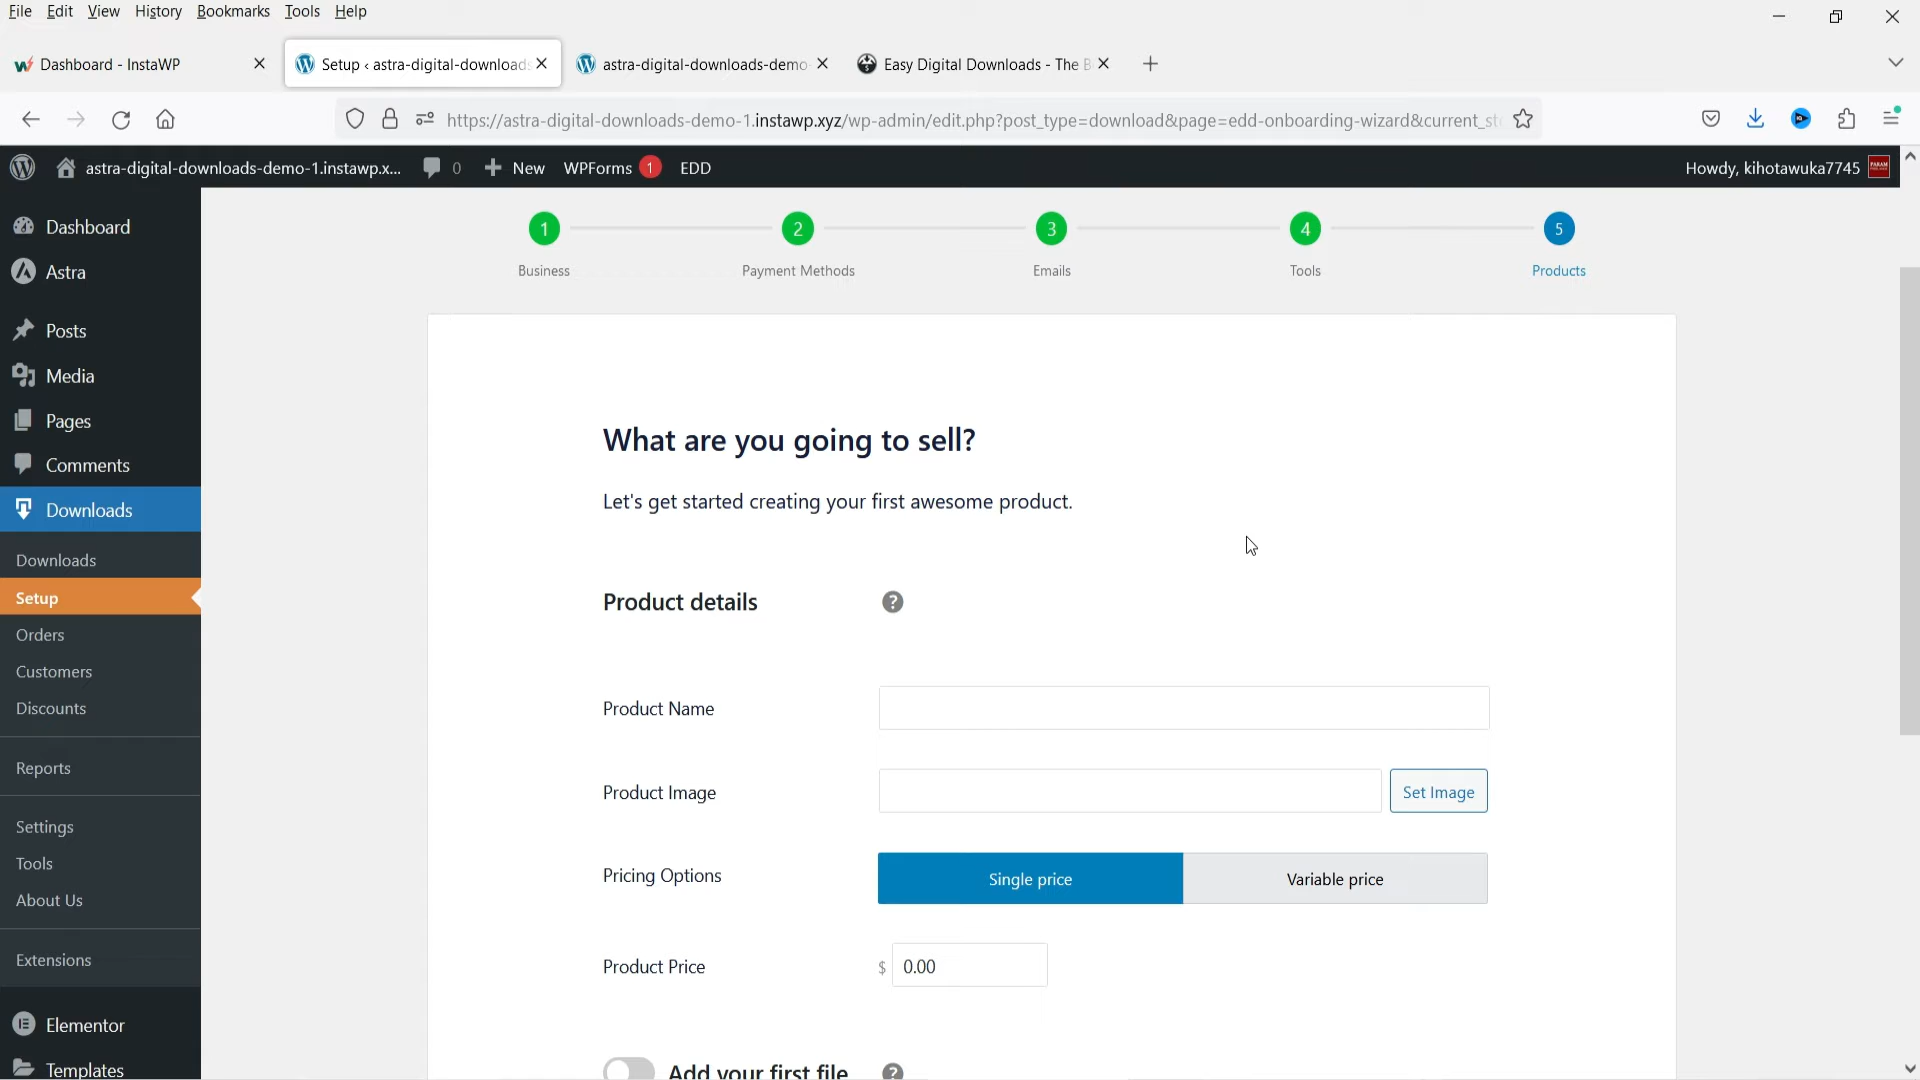 File Edit View History Bookmarks Tools Help
Dashboard - InstaWP
Setup ‹ astra-digital-downloads
astra-digital-downloads-demo
Easy Digital Downloads - The B
https://astra-digital-downloads-demo-1.instawp.xyz/wp-admin/edit.php?post_type=download&page=edd-onboarding-wizard&current_st
astra-digital-downloads-demo-1.instawp.x... 0 New WPForms 1 EDD Howdy, kihotawuka7745
Dashboard
Astra
Posts
Media
Pages
Comments
Downloads
Downloads
Setup
Orders
Customers
Discounts
Reports
Settings
Tools
About Us
Extensions
Elementor
Templates
1 2 3 4 5
Business Payment Methods Emails Tools Products
What are you going to sell?
Let's get started creating your first awesome product.
Product details ?
Product Name
Product Image Set Image
Pricing Options Single price Variable price
Product Price $ 0.00
Add your first file ?